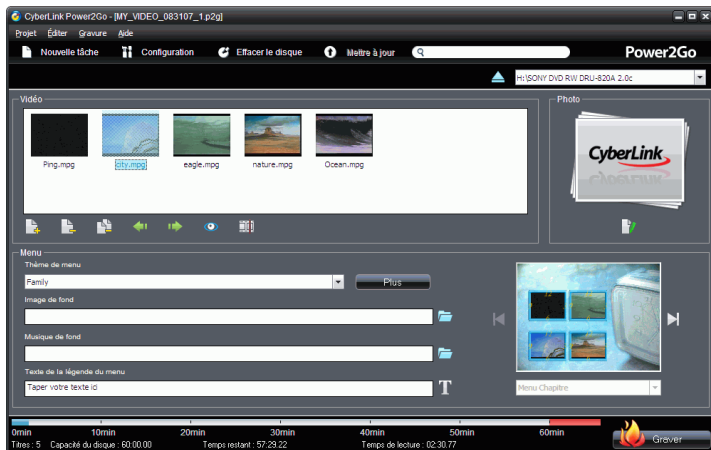 CyberLink Power2Go - [MY_VIDEO_083107_1.p2g]
Projet Éditer Gravure Aide
Nouvelle tâche Configuration Effacer le disque Mettre à jour Power2Go
H:\SONY DVD RW DRU-820A 2.0c
Vidéo Photo
CyberLink
Ping.mpg city.mpg eagle.mpg nature.mpg Ocean.mpg
Menu
Thème de menu
Family Plus
Image de fond
Musique de fond
Texte de la légende du menu
Taper votre texte ici T Menu Chapitre
0min 10min 20min 30min 40min 50min 60min
Titres : 5 Capacité du disque : 60:00.00 Temps restant : 57:29.22 Temps de lecture : 02:30.77 Graver